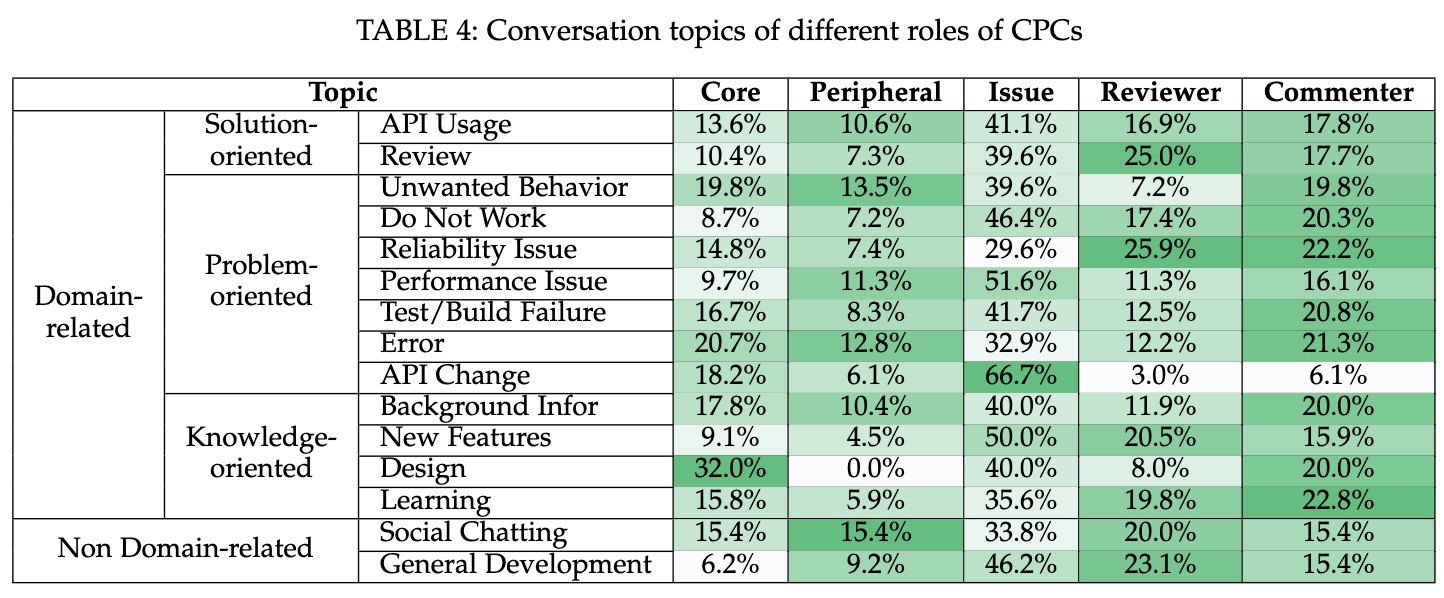 TABLE 4: Conversation topics of different roles of CPCs
Topic Core Peripheral Issue Reviewer Commenter
Domain-
related
Solution-
oriented
API Usage 13.6% 10.6% 41.1% 16.9% 17.8%
Review 10.4% 7.3% 39.6% 25.0% 17.7%
Problem-
oriented
Unwanted Behavior 19.8% 13.5% 39.6% 7.2% 19.8%
Do Not Work 8.7% 7.2% 46.4% 17.4% 20.3%
Reliability Issue 14.8% 7.4% 29.6% 25.9% 22.2%
Performance Issue 9.7% 11.3% 51.6% 11.3% 16.1%
Test/Build Failure 16.7% 8.3% 41.7% 12.5% 20.8%
Error 20.7% 12.8% 32.9% 12.2% 21.3%
API Change 18.2% 6.1% 66.7% 3.0% 6.1%
Knowledge-
oriented
Background Infor 17.8% 10.4% 40.0% 11.9% 20.0%
New Features 9.1% 4.5% 50.0% 20.5% 15.9%
Design 32.0% 0.0% 40.0% 8.0% 20.0%
Learning 15.8% 5.9% 35.6% 19.8% 22.8%
Non Domain-related
Social Chatting 15.4% 15.4% 33.8% 20.0% 15.4%
General Development 6.2% 9.2% 46.2% 23.1% 15.4%